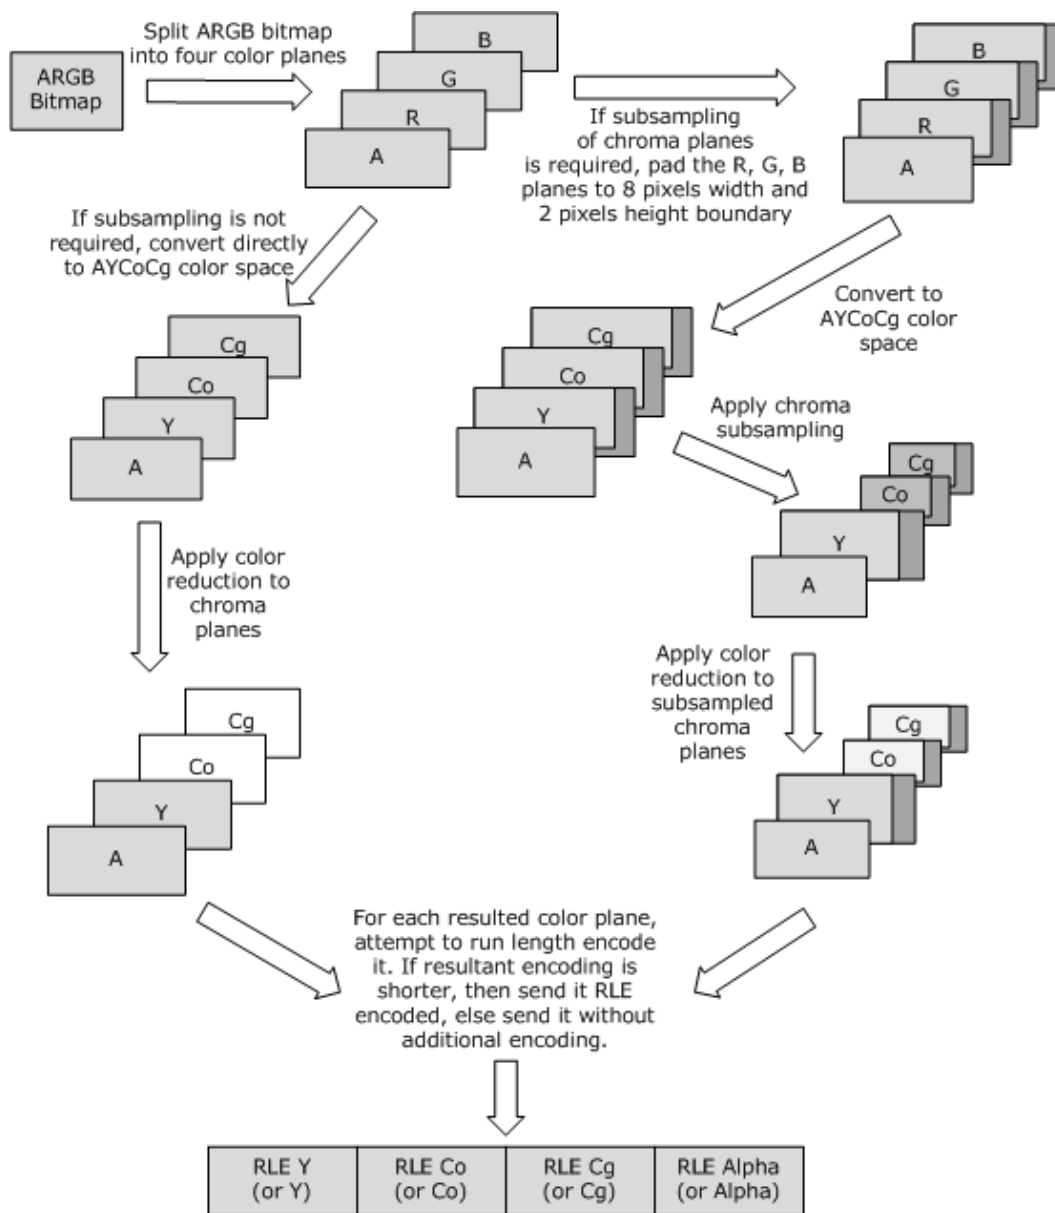 ARGB
Bitmap
Split ARGB bitmap
into four color planes
B
G
R
A
If subsampling
of chroma planes
is required, pad the R, G, B
planes to 8 pixels width and
2 pixels height boundary
B
G
R
A
If subsampling is not
required, convert directly
to AYCoCg color
space
Convert to
AYCoCg color
space
Cg
Co
Y
A
Cg
Co
Y
A
Apply chroma
subsampling
Cg
Co
Y
A
Apply color
reduction to
chroma
planes
Apply color
reduction to
subsampled
chroma
planes
Cg
Co
Y
A
Cg
Co
Y
A
For each resulted color plane,
attempt to run length encode
it. If resultant encoding is
shorter, then send it RLE
encoded, else send it without
additional encoding.
RLE Y
(or Y)
RLE Co
(or Co)
RLE Cg
(or Cg)
RLE Alpha
(or Alpha)